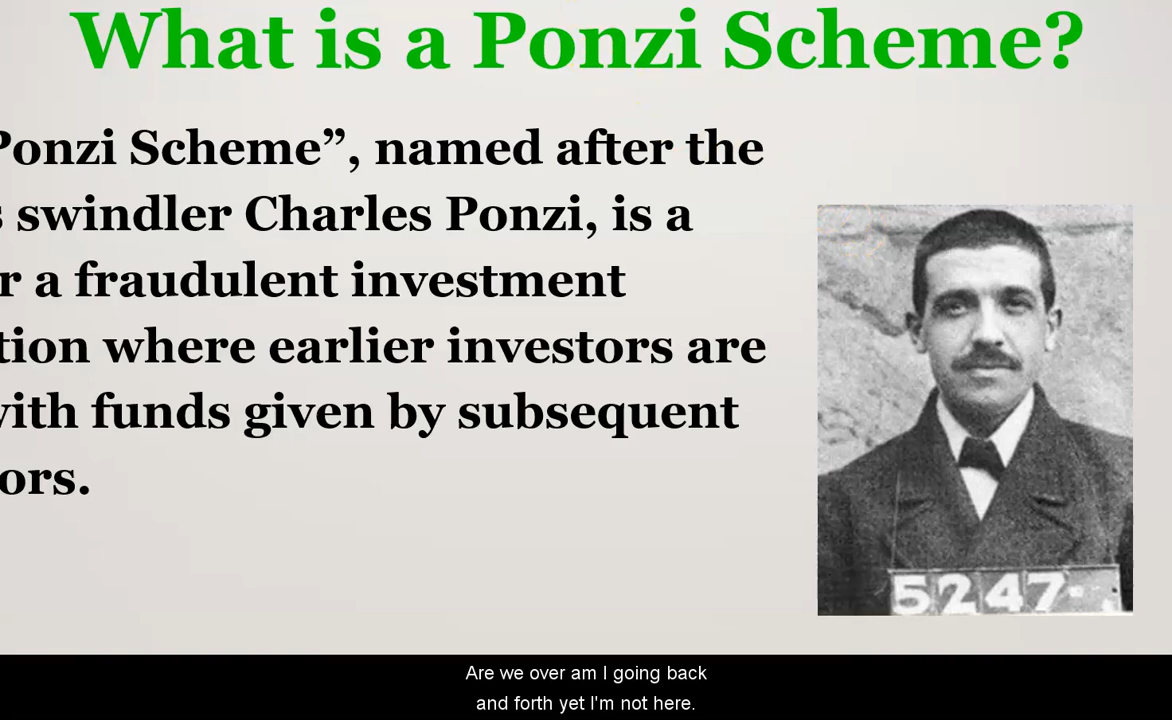 What is a Ponzi Scheme?
Ponzi Scheme”, named after the
s swindler Charles Ponzi, is a
r a fraudulent investment
tion where earlier investors are
with funds given by subsequent
ors.
5247
Are we over am I going back
and forth yet I'm not here.